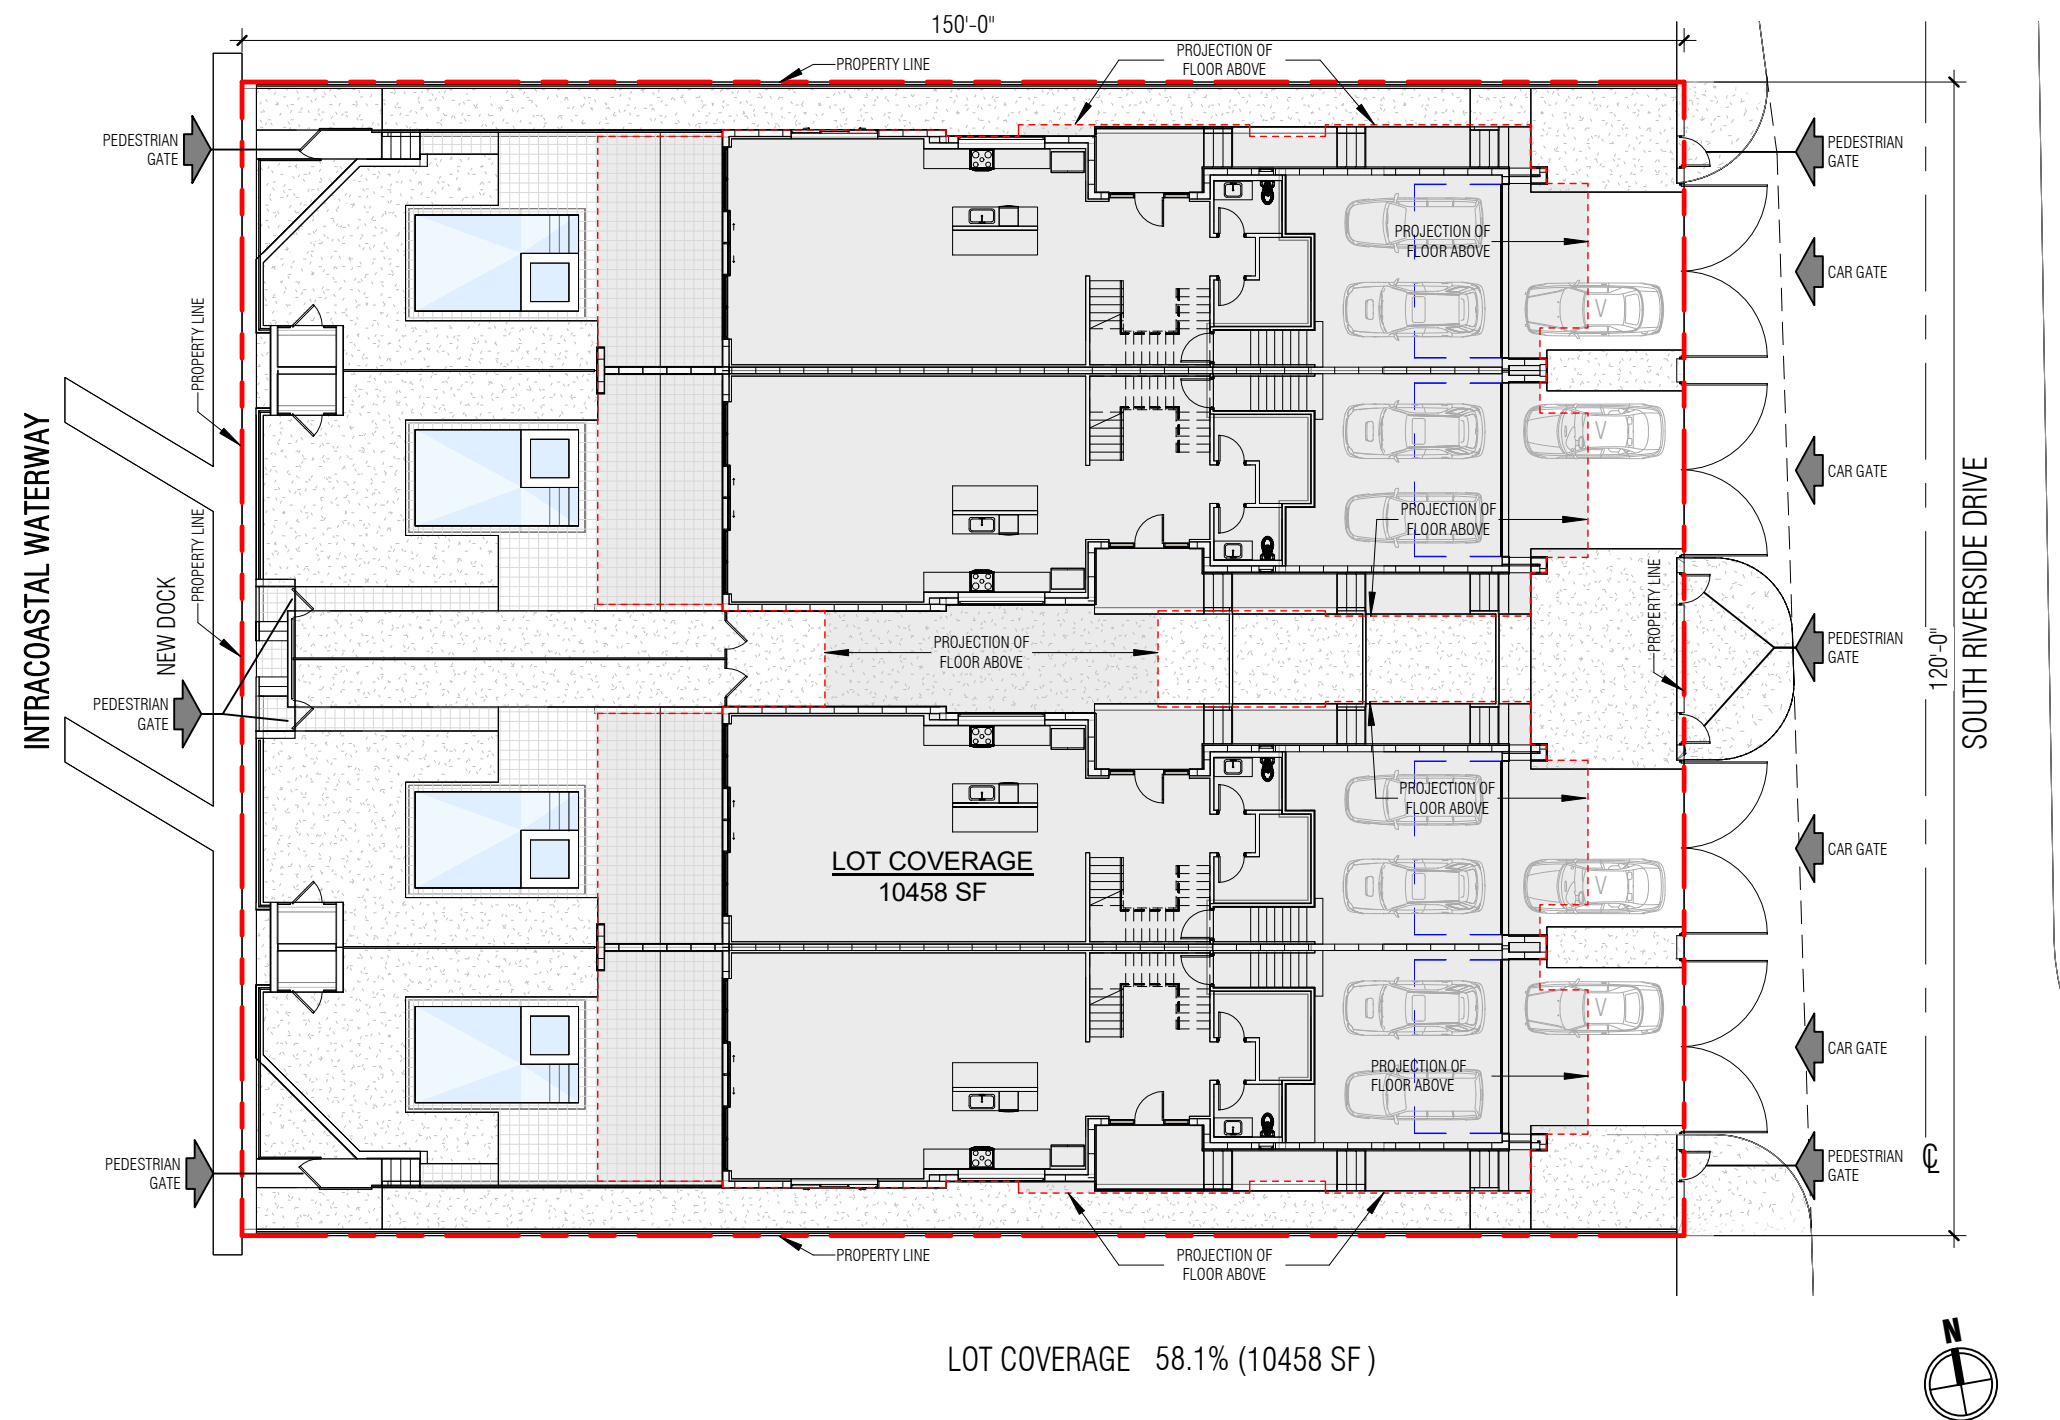 150'-0"
PROPERTY LINE
PROJECTION OF
FLOOR ABOVE
PEDESTRIAN
GATE
PEDESTRIAN
GATE
PROJECTION OF
FLOOR ABOVE
CAR GATE
PROPERTY LINE
INTRACOASTAL WATERWAY
CAR GATE
SOUTH RIVERSIDE DRIVE
PROJECTION OF
FLOOR ABOVE
PROPERTY LINE
NEW DOCK
PROPERTY LINE
PROJECTION OF
FLOOR ABOVE
PEDESTRIAN
GATE
120'-0"
PEDESTRIAN
GATE
PROJECTION OF
FLOOR ABOVE
LOT COVERAGE
10458 SF
CAR GATE
CAR GATE
PROJECTION OF
FLOOR ABOVE
PEDESTRIAN
GATE
PEDESTRIAN
GATE
℄
PROPERTY LINE
PROJECTION OF
FLOOR ABOVE
LOT COVERAGE 58.1% (10458 SF)
N